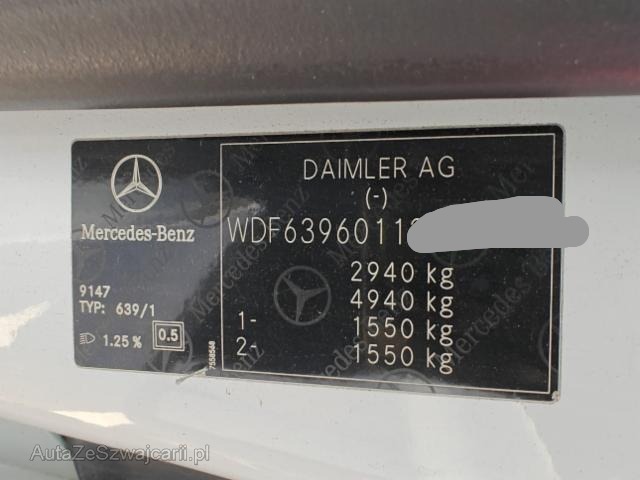 Mercedes-Benz
9147
TYP: 639/1
1.25 %
0.5
7558568
DAIMLER AG
(-)
WDF63960113
2940 kg
4940 kg
1- 1550 kg
2- 1550 kg
AutaZeSzwajcarii.pl